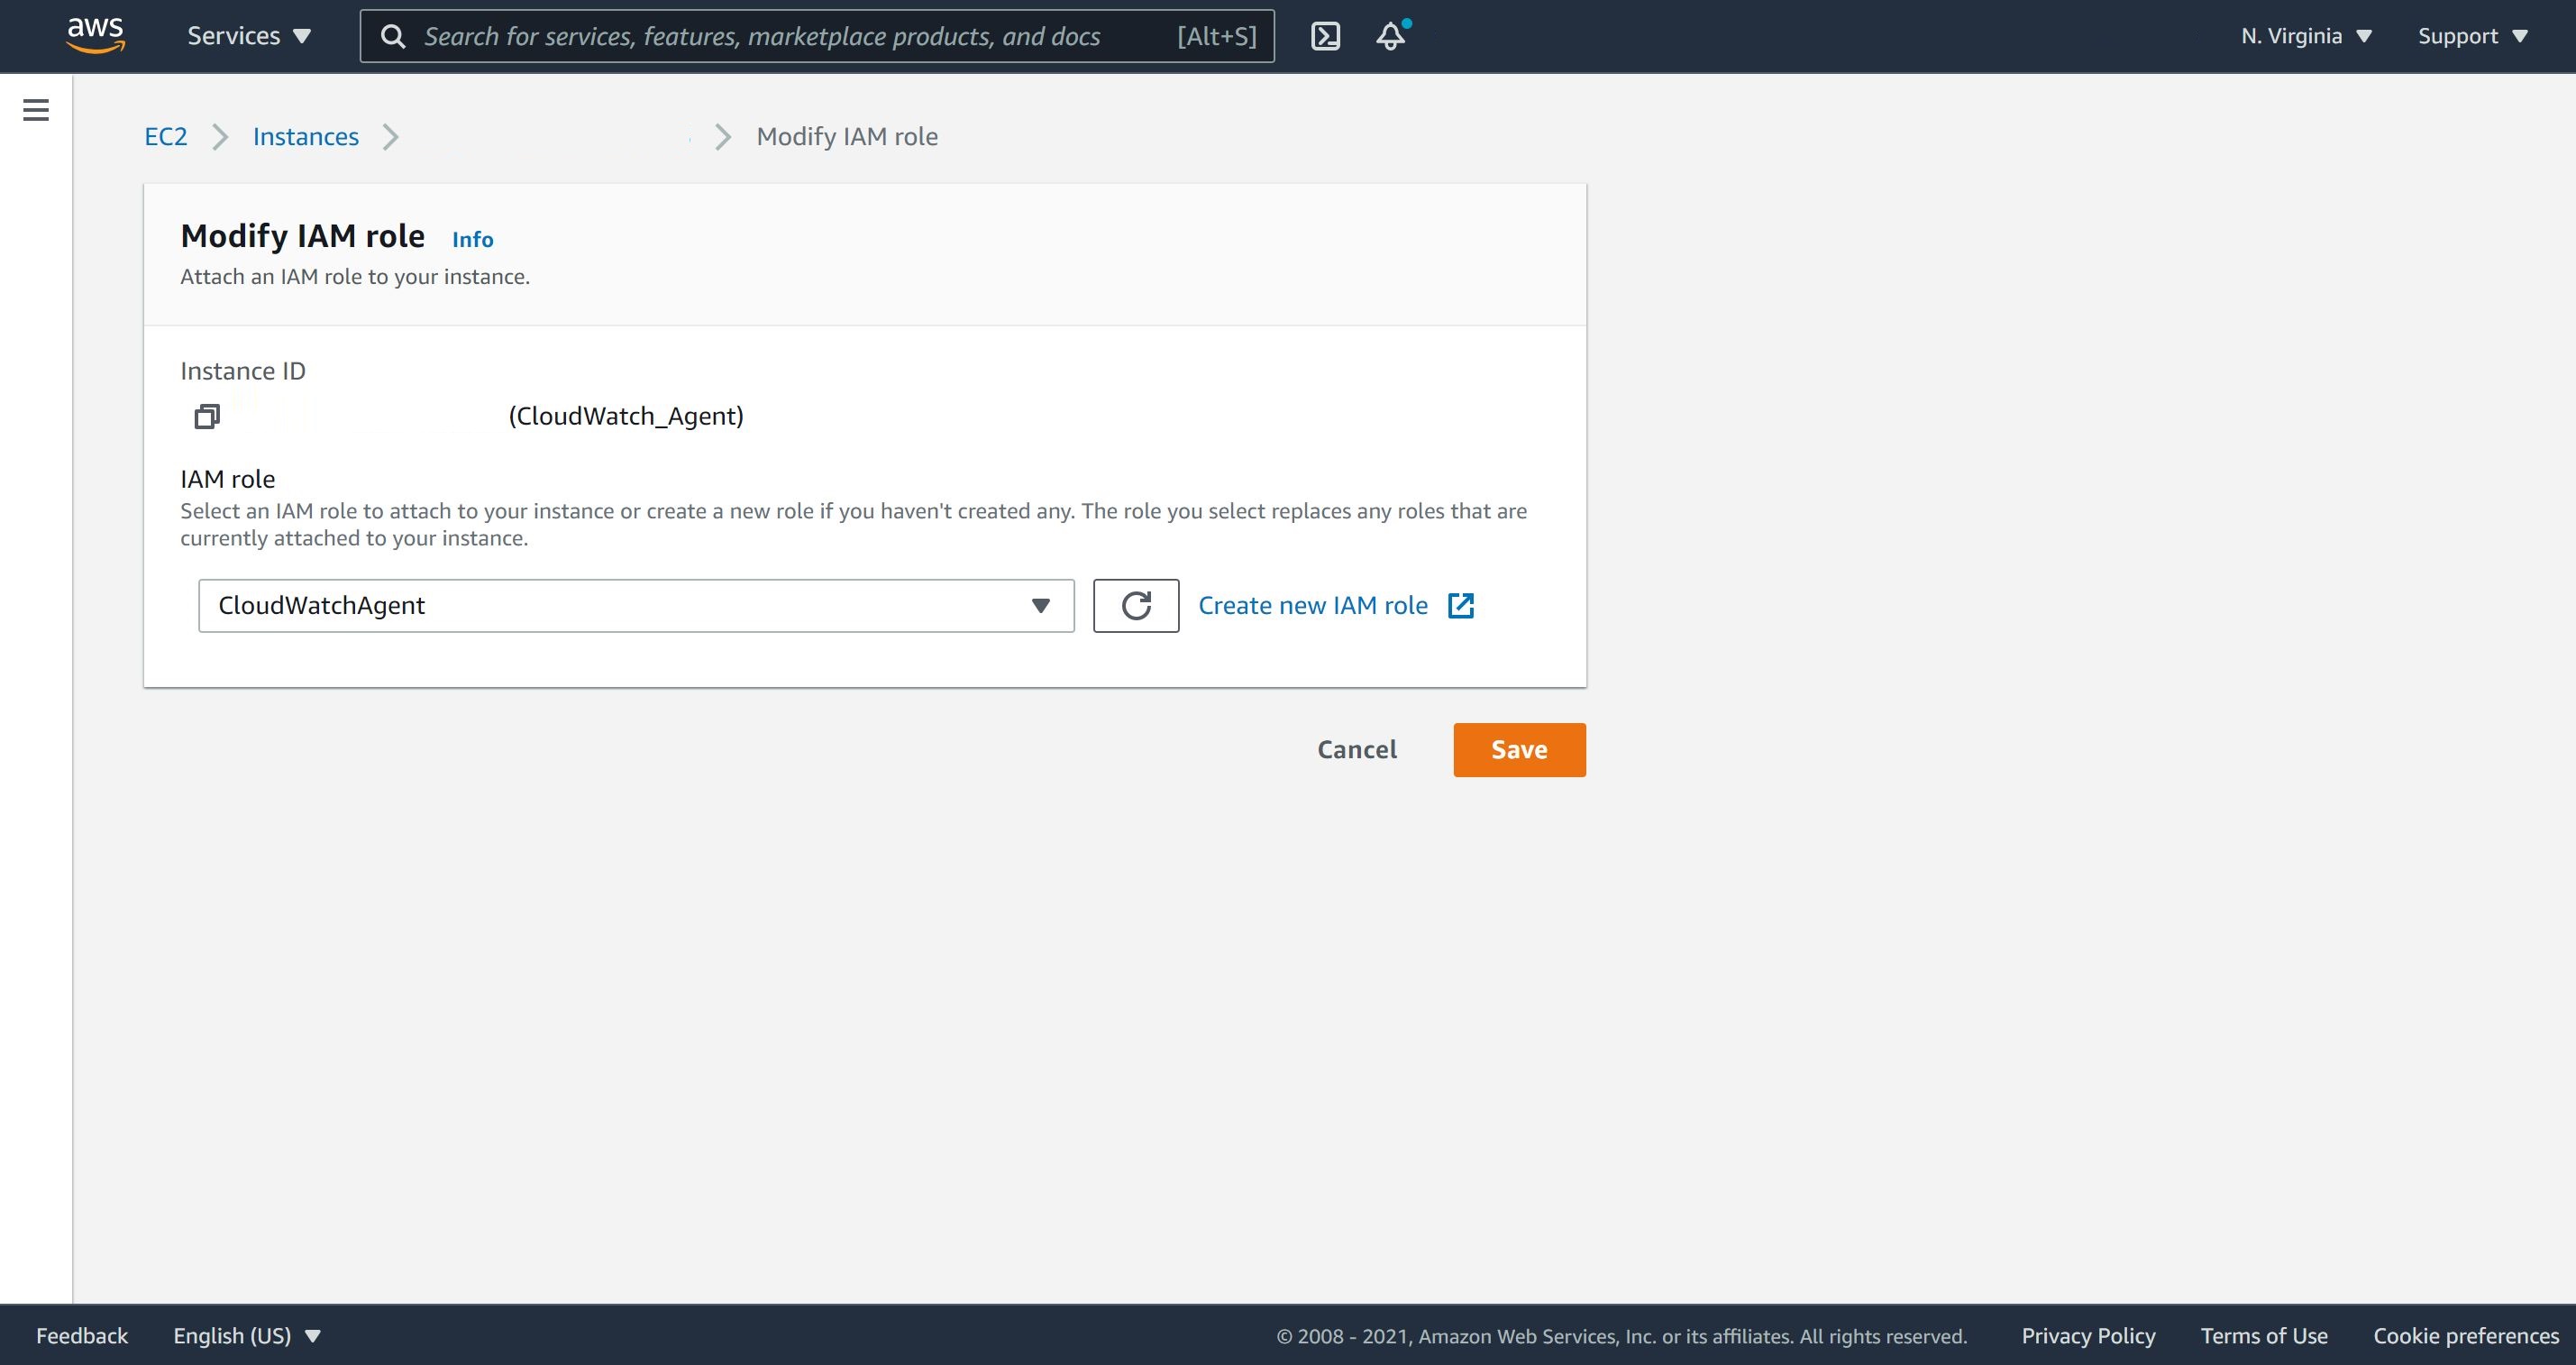 aws Services Search for services, features, marketplace products, and docs [Alt+S] N. Virginia Support
EC2 Instances Modify IAM role
Modify IAM role Info
Attach an IAM role to your instance.
Instance ID
(CloudWatch_Agent)
IAM role
Select an IAM role to attach to your instance or create a new role if you haven't created any. The role you select replaces any roles that are
currently attached to your instance.
CloudWatchAgent Create new IAM role
Cancel Save
Feedback English (US) © 2008 - 2021, Amazon Web Services, Inc. or its affiliates. All rights reserved. Privacy Policy Terms of Use Cookie preferences